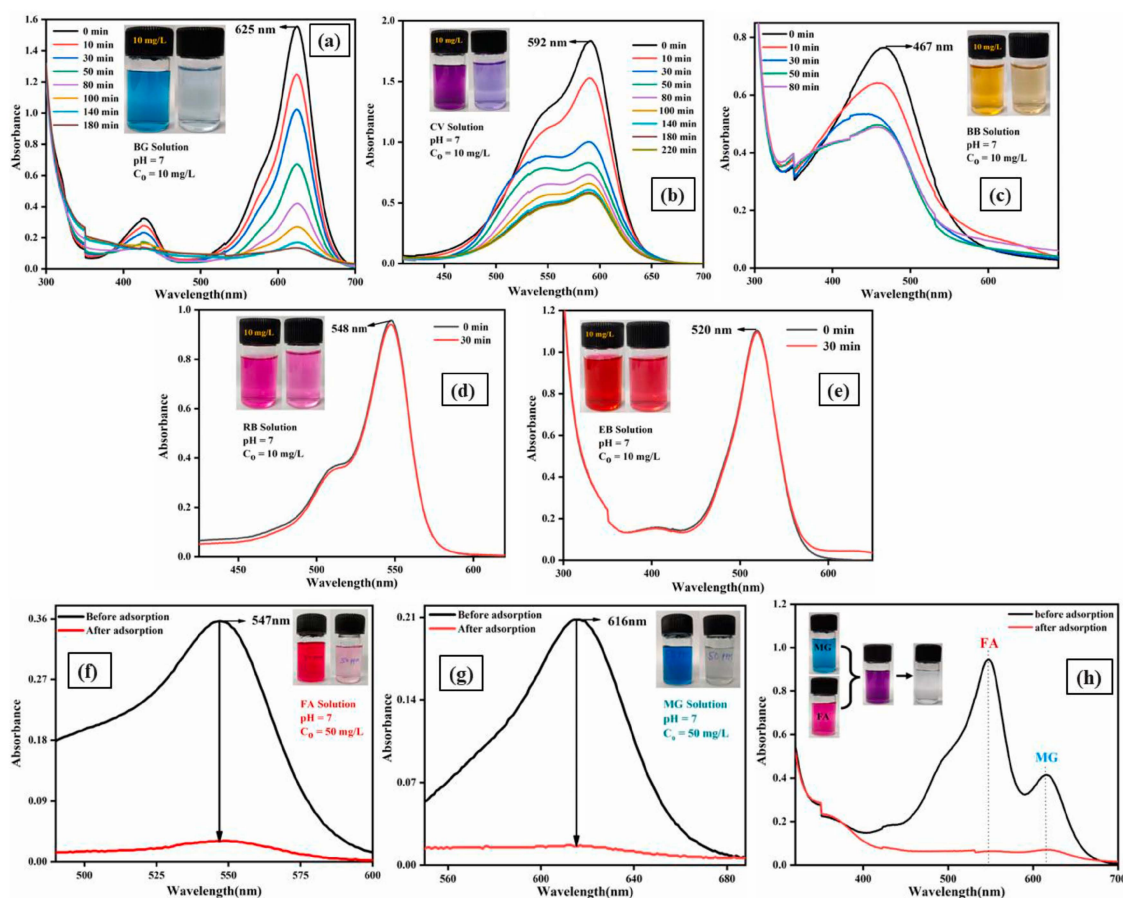 (a)
625 nm
0 min
10 min
30 min
50 min
80 min
100 min
140 min
180 min
10 mg/L
BG Solution
pH = 7
C₀ = 10 mg/L
1.6
1.4
1.2
1.0
0.8
0.6
0.4
0.2
0.0
Absorbance
300 400 500 600 700
Wavelength(nm)
(b)
592 nm
0 min
10 min
30 min
50 min
80 min
100 min
140 min
180 min
220 min
10 mg/L
CV Solution
pH = 7
C₀ = 10 mg/L
2.0
1.5
1.0
0.5
0.0
Absorbance
450 500 550 600 650 700
Wavelength(nm)
(c)
467 nm
0 min
10 min
30 min
50 min
80 min
10 mg/L
BB Solution
pH = 7
C₀ = 10 mg/L
0.8
0.6
0.4
0.2
0.0
Absorbance
300 400 500 600
Wavelength(nm)
(d)
548 nm
0 min
30 min
10 mg/L
RB Solution
pH = 7
C₀ = 10 mg/L
1.0
0.8
0.6
0.4
0.2
0.0
Absorbance
450 500 550 600
Wavelength(nm)
(e)
520 nm
0 min
30 min
10 mg/L
EB Solution
pH = 7
C₀ = 10 mg/L
1.2
1.0
0.8
0.6
0.4
0.2
0.0
Absorbance
300 400 500 600
Wavelength(nm)
(f)
Before adsorption
After adsorption
547nm
50 PPM
FA Solution
pH = 7
C₀ = 50 mg/L
0.36
0.27
0.18
0.09
0.00
Absorbance
500 525 550 575 600
Wavelength(nm)
(g)
Before adsorption
After adsorption
616nm
50 PPM
MG Solution
pH = 7
C₀ = 50 mg/L
0.21
0.14
0.07
0.00
Absorbance
560 600 640 680
Wavelength(nm)
(h)
before adsorption
after adsorption
MG
FA
FA
MG
1.2
1.0
0.8
0.6
0.4
0.2
0.0
Absorbance
400 500 600 700
Wavelength(nm)